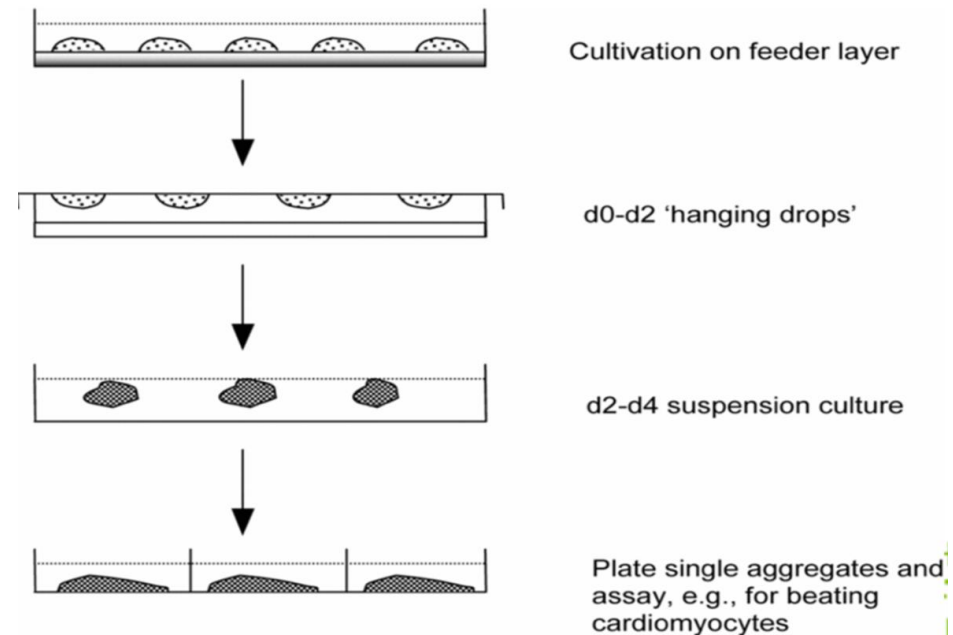 Cultivation on feeder layer
d0-d2 ‘hanging drops’
d2-d4 suspension culture
Plate single aggregates and
assay, e.g., for beating
cardiomyocytes